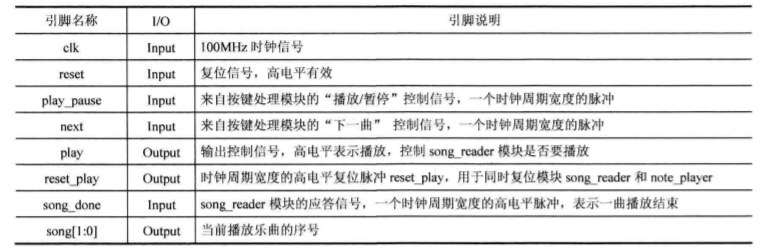 引脚名称 I/O 引脚说明
clk Input 100MHz 时钟信号
reset Input 复位信号，高电平有效
play_pause Input 来自按键处理模块的“播放/暂停”控制信号，一个时钟周期宽度的脉冲
next Input 来自按键处理模块的“下一曲” 控制信号，一个时钟周期宽度的脉冲
play Output 输出控制信号，高电平表示播放，控制 song_reader 模块是否要播放
reset_play Output 时钟周期宽度的高电平复位脉冲 reset_play，用于同时复位模块 song_reader 和 note_player
song_done Input song_reader 模块的应答信号，一个时钟周期宽度的高电平脉冲，表示一曲播放结束
song[1:0] Output 当前播放乐曲的序号